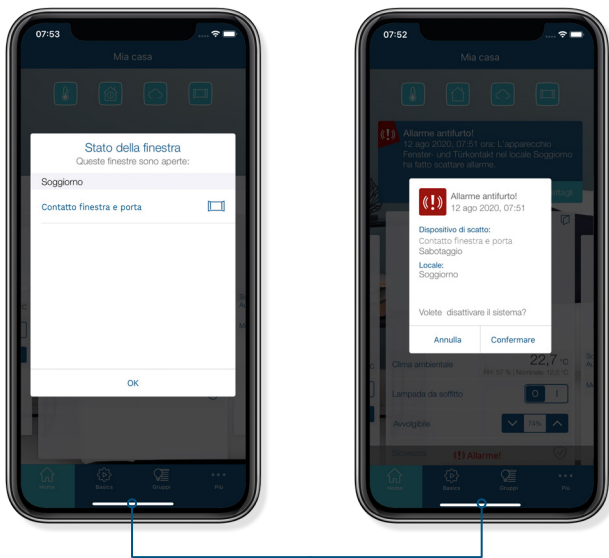 07:53
Mia casa
Stato della finestra
Queste finestre sono aperte:
Soggiorno
Contatto finestra e porta
OK
Home
Basics
Gruppi
Più
07:52
Mia casa
Allarme antifurto!
12 ago 2020, 07:51 ora: L'apparecchio
Fenster- und Türkontakt nel locale Soggiorno
ha fatto scattare allarme.
Allarme antifurto!
12 ago 2020, 07:51
Dispositivo di scatto:
Contatto finestra e porta
Sabotaggio
Locale:
Soggiorno
Volete disattivare il sistema?
Annulla
Confermare
Clima ambientale
22,7 °C
Lampada da soffitto
O I
Avvolgibile
74%
Sicurezza
Allarme!
Home
Basics
Gruppi
Più